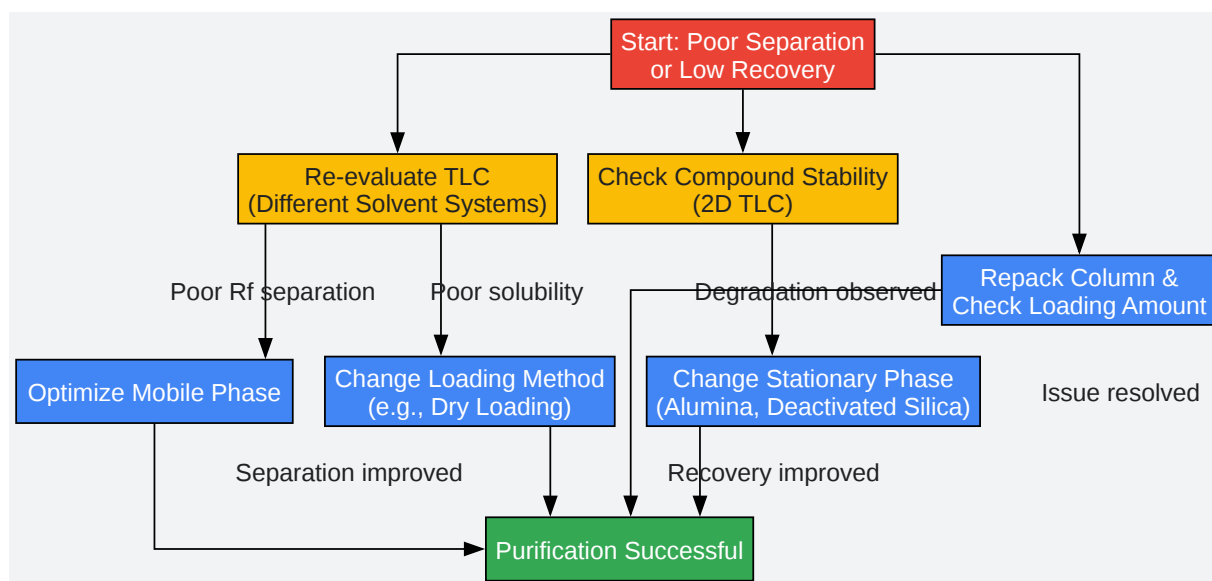 Start: Poor Separation
or Low Recovery
Re-evaluate TLC
(Different Solvent Systems)
Check Compound Stability
(2D TLC)
Poor Rf separation
Poor solubility
Degradation observed
Repack Column &
Check Loading Amount
Optimize Mobile Phase
Change Loading Method
(e.g., Dry Loading)
Change Stationary Phase
(Alumina, Deactivated Silica)
Issue resolved
Separation improved
Recovery improved
Purification Successful